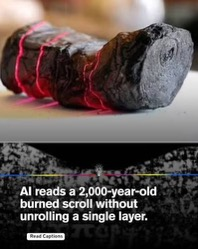 AI reads a 2,000-year-old
burned scroll without
unrolling a single layer.
Read Captions